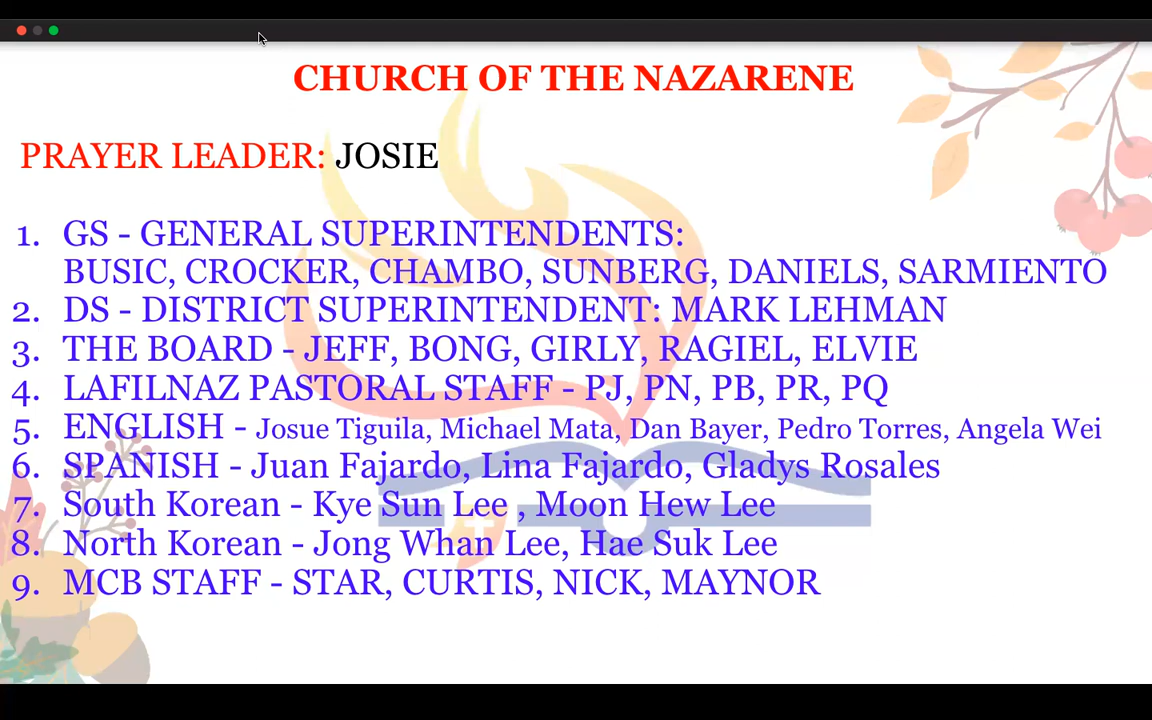 CHURCH OF THE NAZARENE
PRAYER LEADER: JOSIE
1. GS - GENERAL SUPERINTENDENTS:
BUSIC, CROCKER, CHAMBO, SUNBERG, DANIELS, SARMIENTO
2. DS - DISTRICT SUPERINTENDENT: MARK LEHMAN
3. THE BOARD - JEFF, BONG, GIRLY, RAGIEL, ELVIE
4. LAFILNAZ PASTORAL STAFF - PJ, PN, PB, PR, PQ
5. ENGLISH - Josue Tiguila, Michael Mata, Dan Bayer, Pedro Torres, Angela Wei
6. SPANISH - Juan Fajardo, Lina Fajardo, Gladys Rosales
7. South Korean - Kye Sun Lee , Moon Hew Lee
8. North Korean - Jong Whan Lee, Hae Suk Lee
9. MCB STAFF - STAR, CURTIS, NICK, MAYNOR